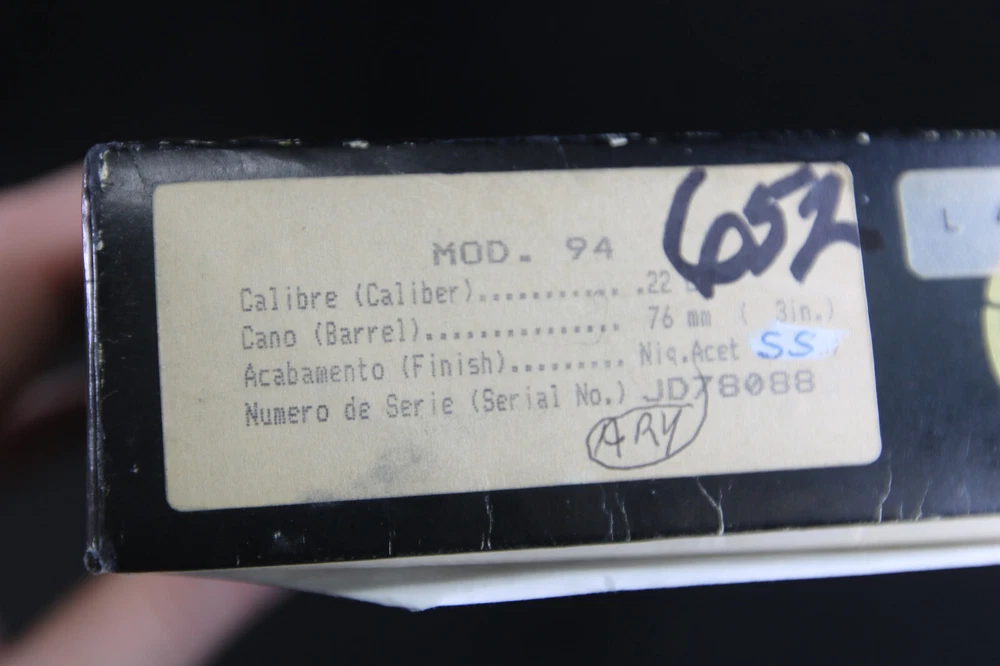 652
MOD. 94
Calibre (Caliber)............ .22
Cano (Barrel)................ 76 mm ( 3in.)
Acabamento (Finish).......... Niq.Acet SS )
Numero de Serie (Serial No.) JD78088
ARY
L